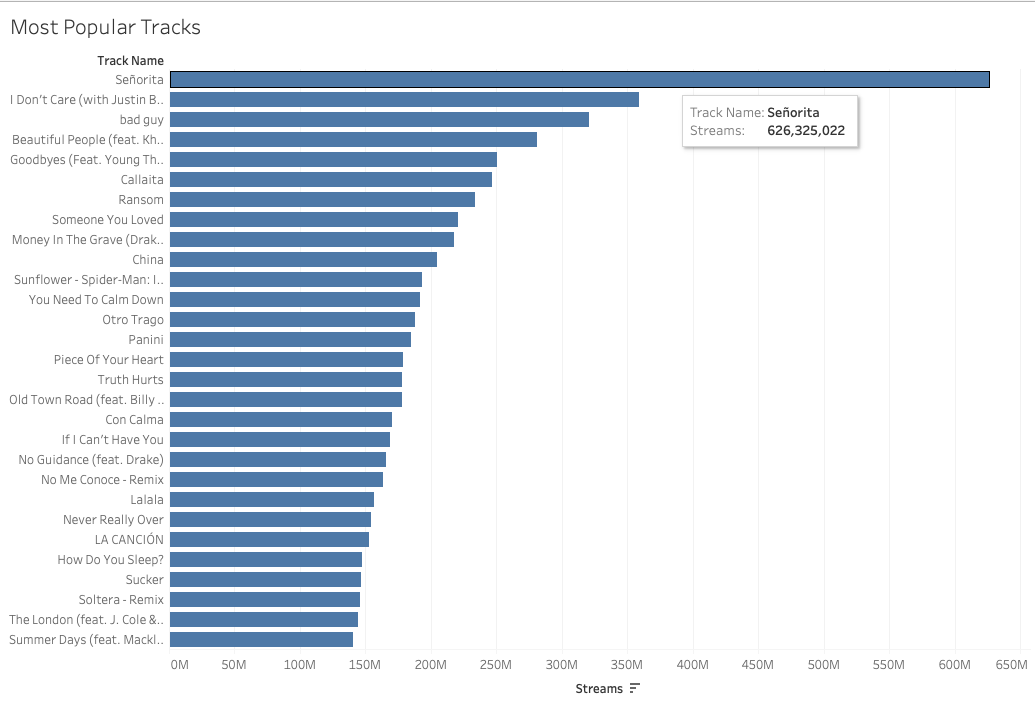 Most Popular Tracks
Track Name
Señorita
I Don't Care (with Justin B..
bad guy
Beautiful People (feat. Kh..
Goodbyes (Feat. Young Th..
Callaita
Ransom
Someone You Loved
Money In The Grave (Drak..
China
Sunflower - Spider-Man: I..
You Need To Calm Down
Otro Trago
Panini
Piece Of Your Heart
Truth Hurts
Old Town Road (feat. Billy ..
Con Calma
If I Can't Have You
No Guidance (feat. Drake)
No Me Conoce - Remix
Lalala
Never Really Over
LA CANCIÓN
How Do You Sleep?
Sucker
Soltera - Remix
The London (feat. J. Cole &..
Summer Days (feat. Mackl..
Track Name: Señorita
Streams: 626,325,022
0M 50M 100M 150M 200M 250M 300M 350M 400M 450M 500M 550M 600M 650M
Streams